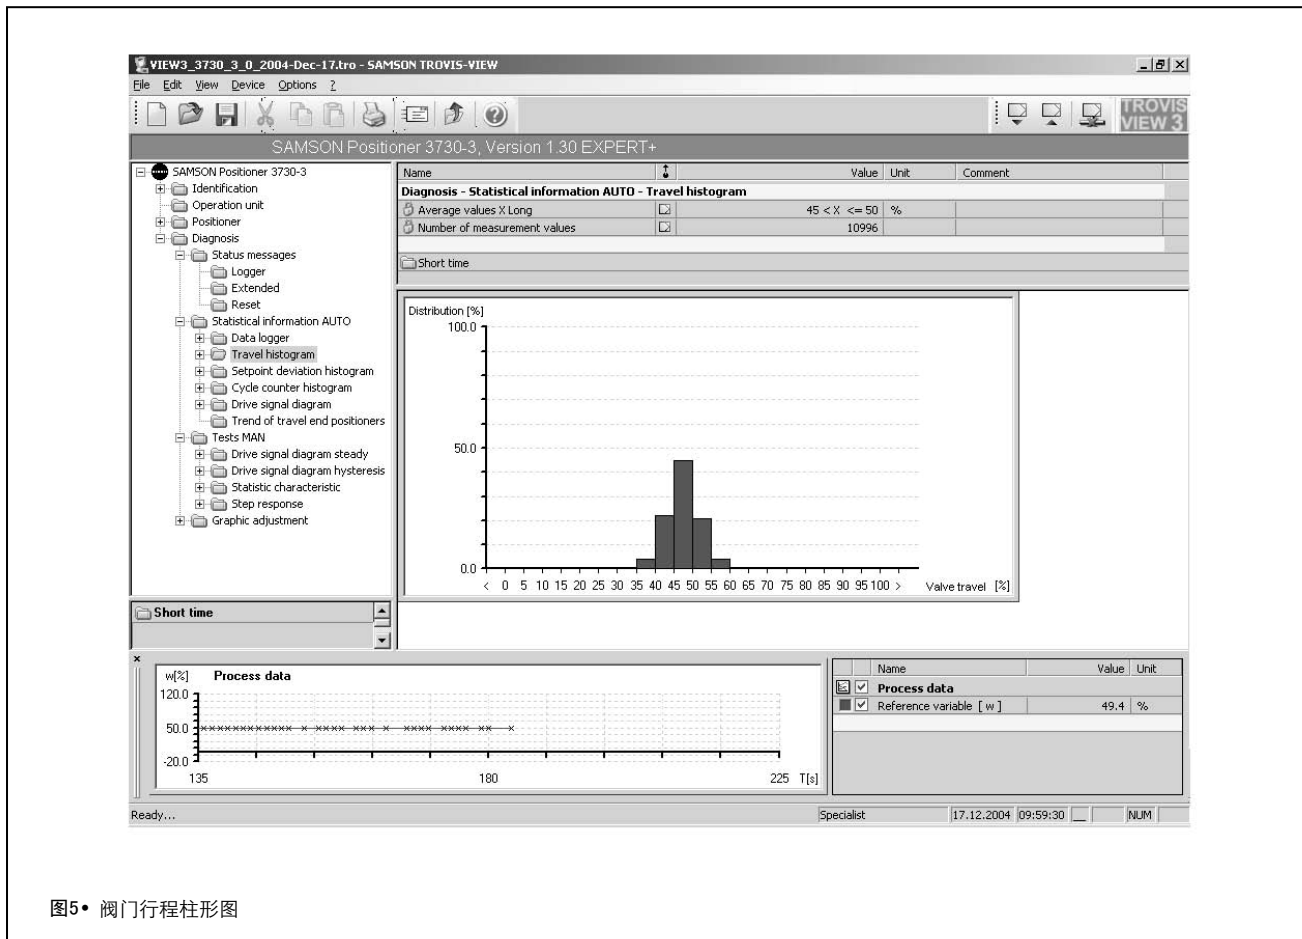 VIEW3_3730_3_0_2004-Dec-17.tro - SAMSON TROVIS-VIEW
File Edit View Device Options ?
TROVIS VIEW 3
SAMSON Positioner 3730-3, Version 1.30 EXPERT+
SAMSON Positioner 3730-3
Identification
Operation unit
Positioner
Diagnosis
Status messages
Logger
Extended
Reset
Statistical information AUTO
Data logger
Travel histogram
Setpoint deviation histogram
Cycle counter histogram
Drive signal diagram
Trend of travel end positioners
Tests MAN
Drive signal diagram steady
Drive signal diagram hysteresis
Statistic characteristic
Step response
Graphic adjustment
Short time
Name Value Unit Comment
Diagnosis - Statistical information AUTO - Travel histogram
Average values X Long 45 < X <= 50 %
Number of measurement values 10996
Short time
Distribution [%]
100.0
50.0
0.0
< 0 5 10 15 20 25 30 35 40 45 50 55 60 65 70 75 80 85 90 95 100 > Valve travel [%]
w[%] Process data
120.0
50.0
-20.0
135 180 225 T[s]
Name Value Unit
Process data
Reference variable [ w ] 49.4 %
Ready... Specialist 17.12.2004 09:59:30 NUM
图5• 阀门行程柱形图